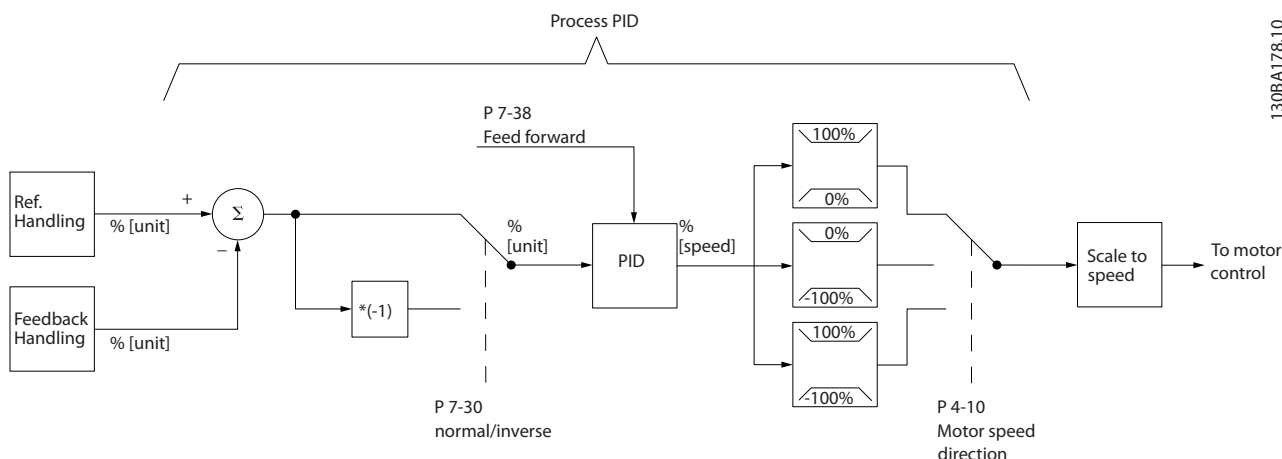 Process PID
130BA178.10
P 7-38
Feed forward
100%
0%
Ref.
Handling
+
% [unit]
Σ
−
%
[unit]
PID
%
[speed]
0%
-100%
Scale to
speed
To motor
control
Feedback
Handling
% [unit]
*(-1)
100%
-100%
P 7-30
normal/inverse
P 4-10
Motor speed
direction